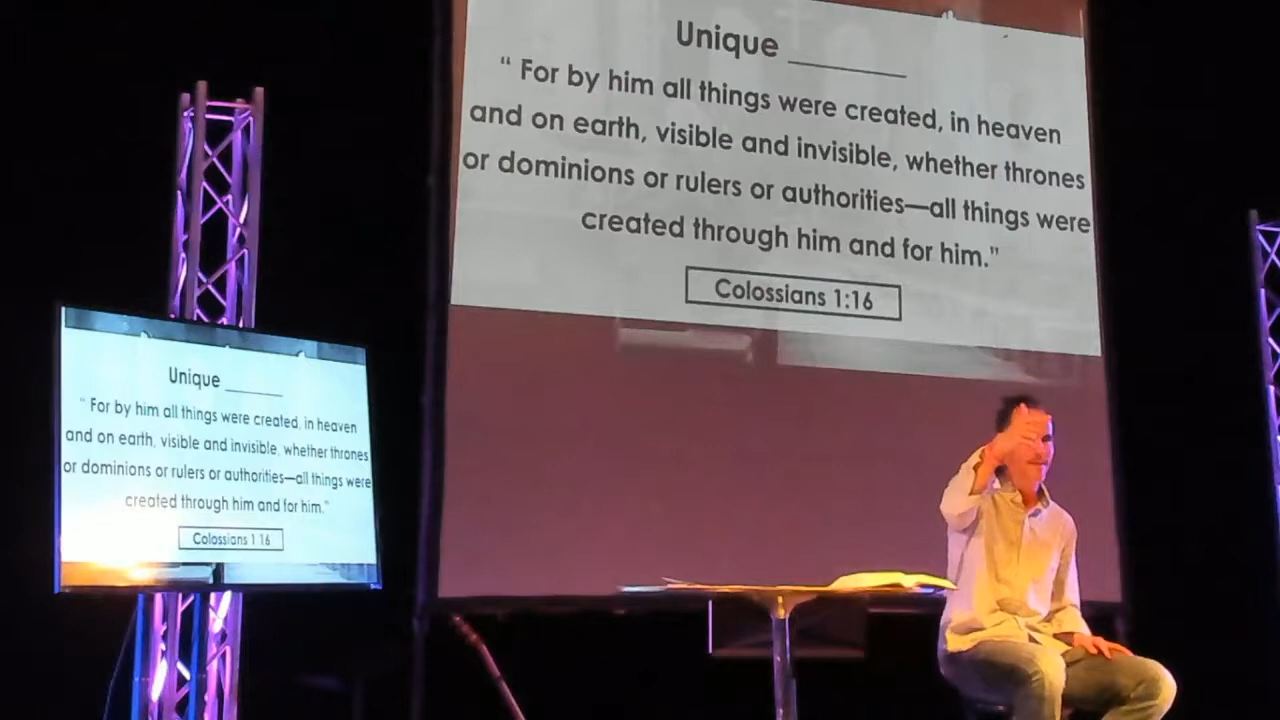 Unique ________
“ For by him all things were created, in heaven
and on earth, visible and invisible, whether thrones
or dominions or rulers or authorities—all things were
created through him and for him.”
Colossians 1:16
Unique ________
“ For by him all things were created, in heaven
and on earth, visible and invisible, whether thrones
or dominions or rulers or authorities—all things were
created through him and for him.”
Colossians 1:16